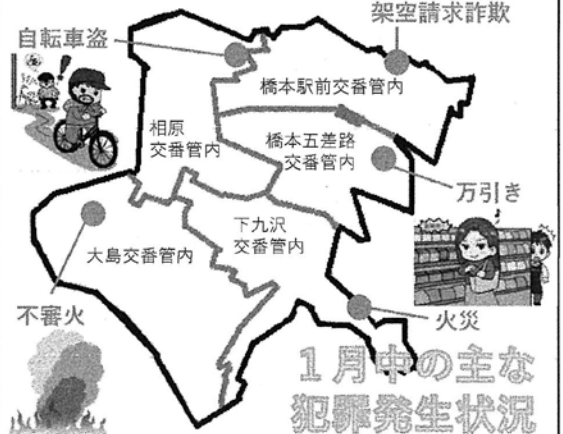 架空請求詐欺
自転車盗
橋本駅前交番管内
相原
交番管内
橋本五差路
交番管内
万引き
下九沢
交番管内
大島交番管内
不審火
火災
１月中の主な
犯罪発生状況